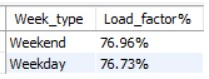 Week_type Load_factor%
Weekend 76.96%
Weekday 76.73%